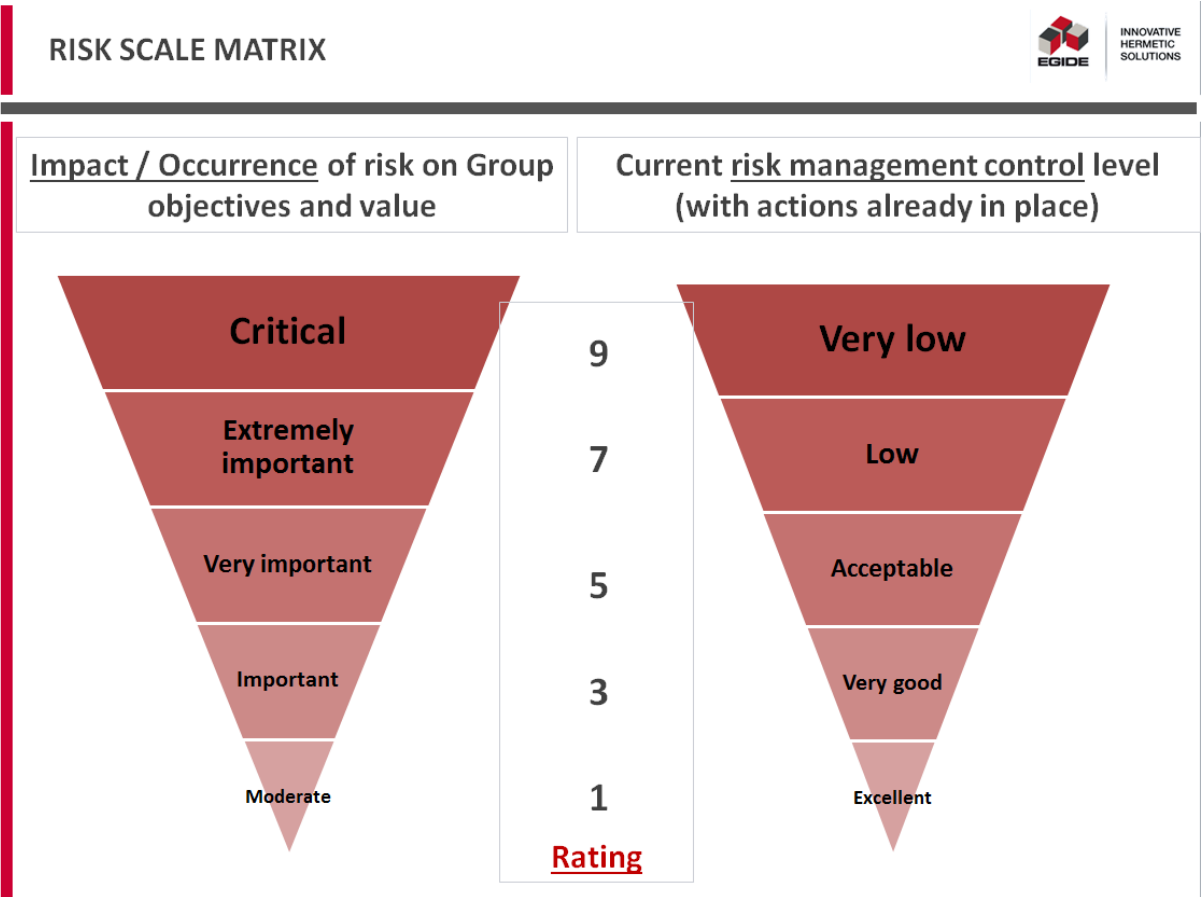 RISK SCALE MATRIX
EGIDE
INNOVATIVE
HERMETIC
SOLUTIONS
Impact / Occurrence of risk on Group
objectives and value
Current risk management control level
(with actions already in place)
Critical
9
Very low
Extremely
important
7
Low
Very important
5
Acceptable
Important
3
Very good
Moderate
1
Excellent
Rating